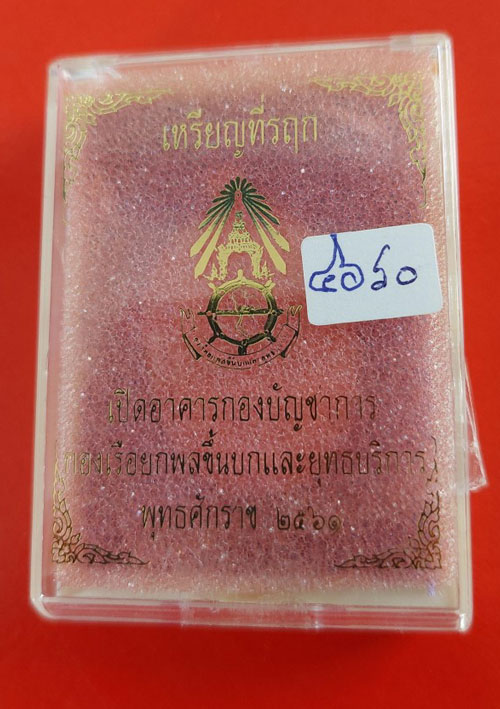 เหรียญที่ระฤก
๔๖๖๐
เปิดอาคารกองบัญชาการ
กองเรือยกพลขึ้นบกและยุทธบริการ
พุทธศักราช ๒๕๖๑